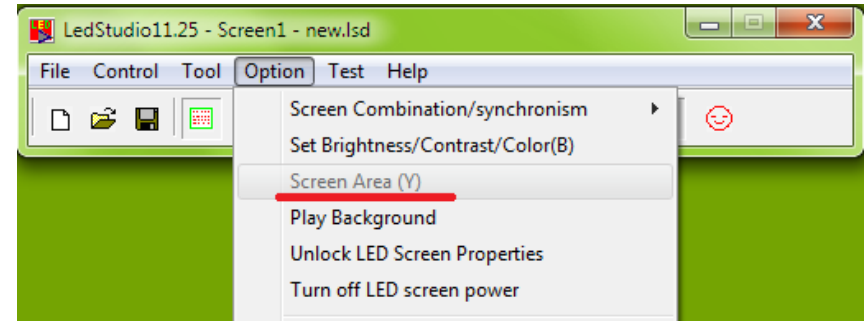 LedStudio11.25 - Screen1 - new.lsd
File Control Tool Option Test Help
Screen Combination/synchronism
Set Brightness/Contrast/Color(B)
Screen Area (Y)
Play Background
Unlock LED Screen Properties
Turn off LED screen power